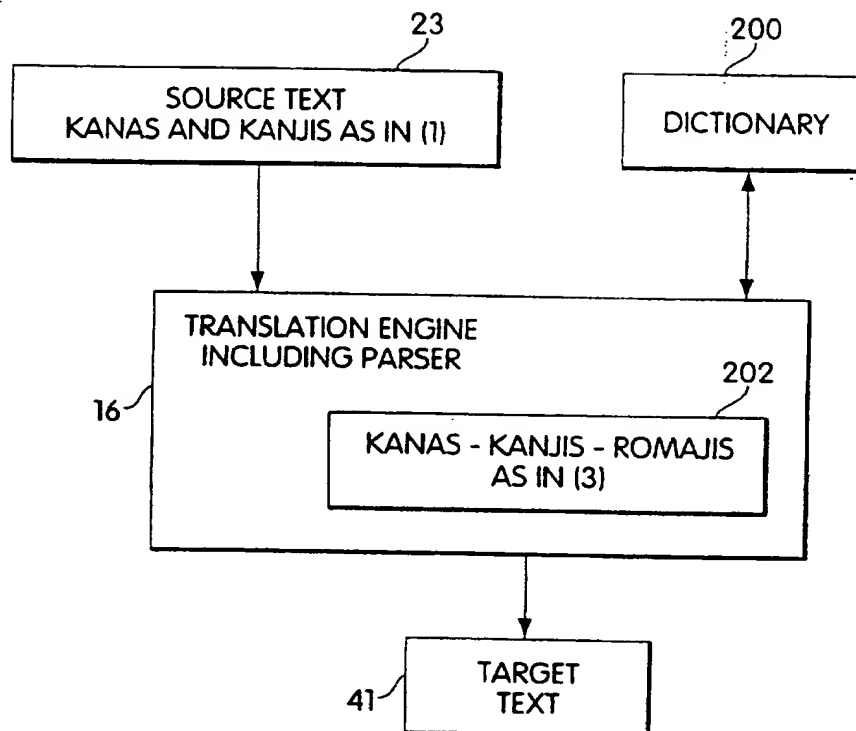 23
SOURCE TEXT
KANAS AND KANJIS AS IN (1)
200
DICTIONARY
TRANSLATION ENGINE
INCLUDING PARSER
16
202
KANAS - KANJIS - ROMAJIS
AS IN (3)
41
TARGET
TEXT